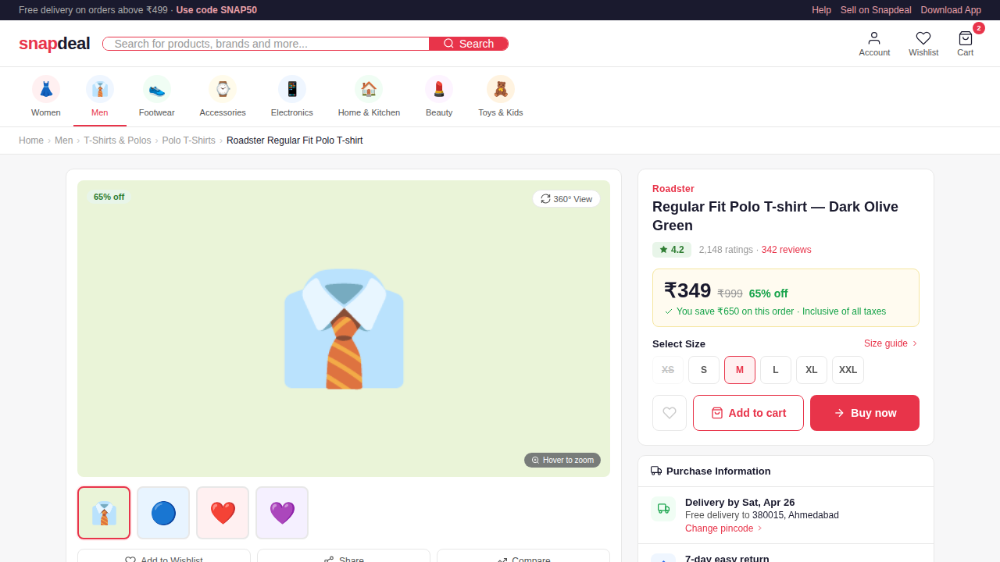 Free delivery on orders above ₹499 · Use code SNAP50
Help Sell on Snapdeal Download App
snapdeal
Search for products, brands and more...
Search
Account
Wishlist
2
Cart
Women
Men
Footwear
Accessories
Electronics
Home & Kitchen
Beauty
Toys & Kids
Home › Men › T-Shirts & Polos › Polo T-Shirts › Roadster Regular Fit Polo T-shirt
65% off
360° View
Hover to zoom
Add to Wishlist
Share
Compare
Roadster
Regular Fit Polo T-shirt — Dark Olive
Green
4.2 2,148 ratings · 342 reviews
₹349 ₹999 65% off
You save ₹650 on this order · Inclusive of all taxes
Select Size
Size guide
XS S M L XL XXL
Add to cart
Buy now
Purchase Information
Delivery by Sat, Apr 26
Free delivery to 380015, Ahmedabad
Change pincode
7-day easy return